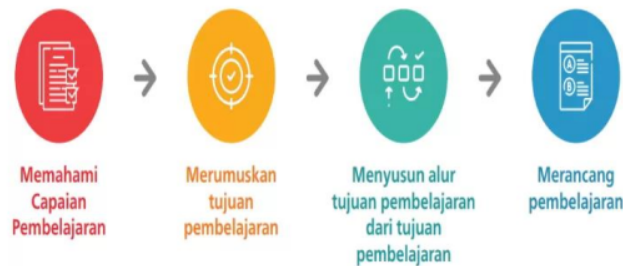 Memahami
Capaian
Pembelajaran
Merumuskan
tujuan
pembelajaran
Menyusun alur
tujuan pembelajaran
dari tujuan
pembelajaran
Merancang
pembelajaran
A
B